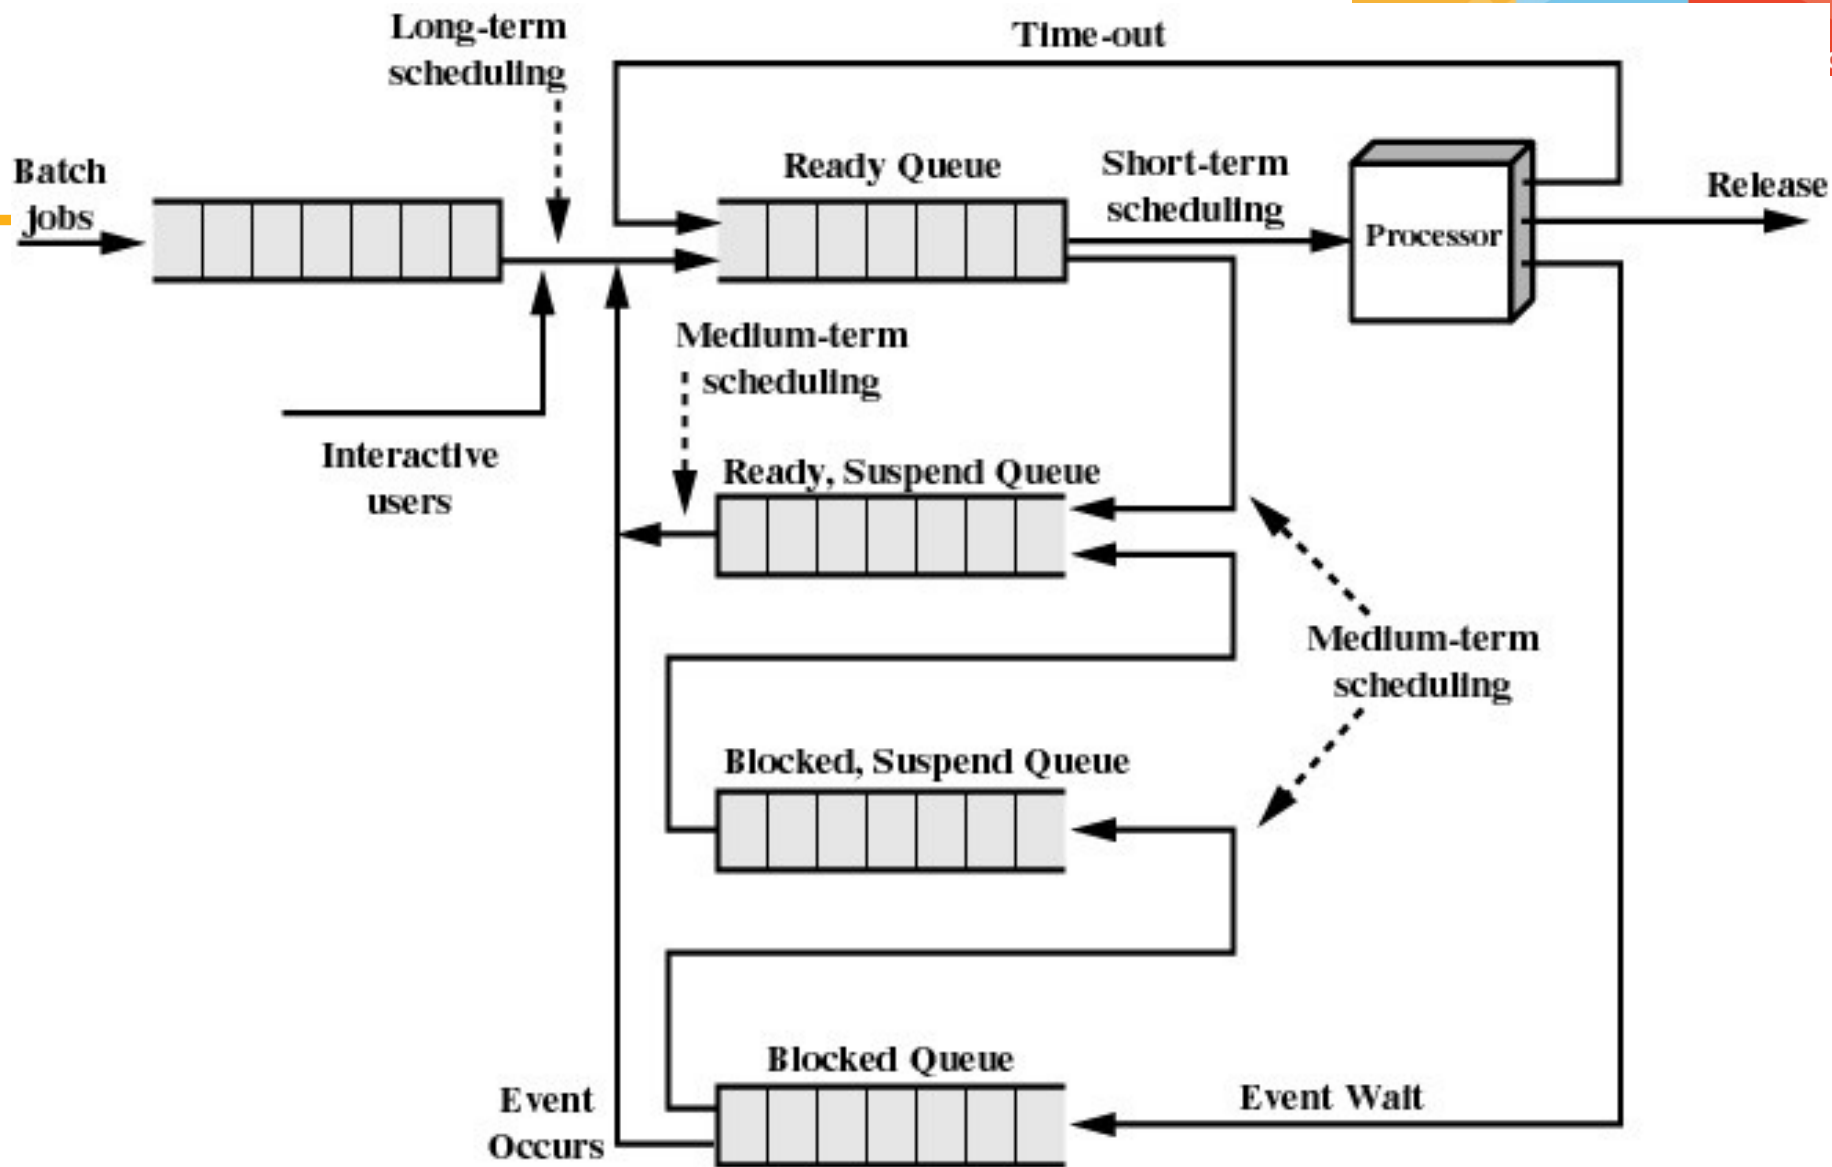 Long-term
scheduling
Time-out
Batch
jobs
Ready Queue
Short-term
scheduling
Processor
Release
Medium-term
scheduling
Interactive
users
Ready, Suspend Queue
Medium-term
scheduling
Blocked, Suspend Queue
Blocked Queue
Event
Occurs
Event Wait